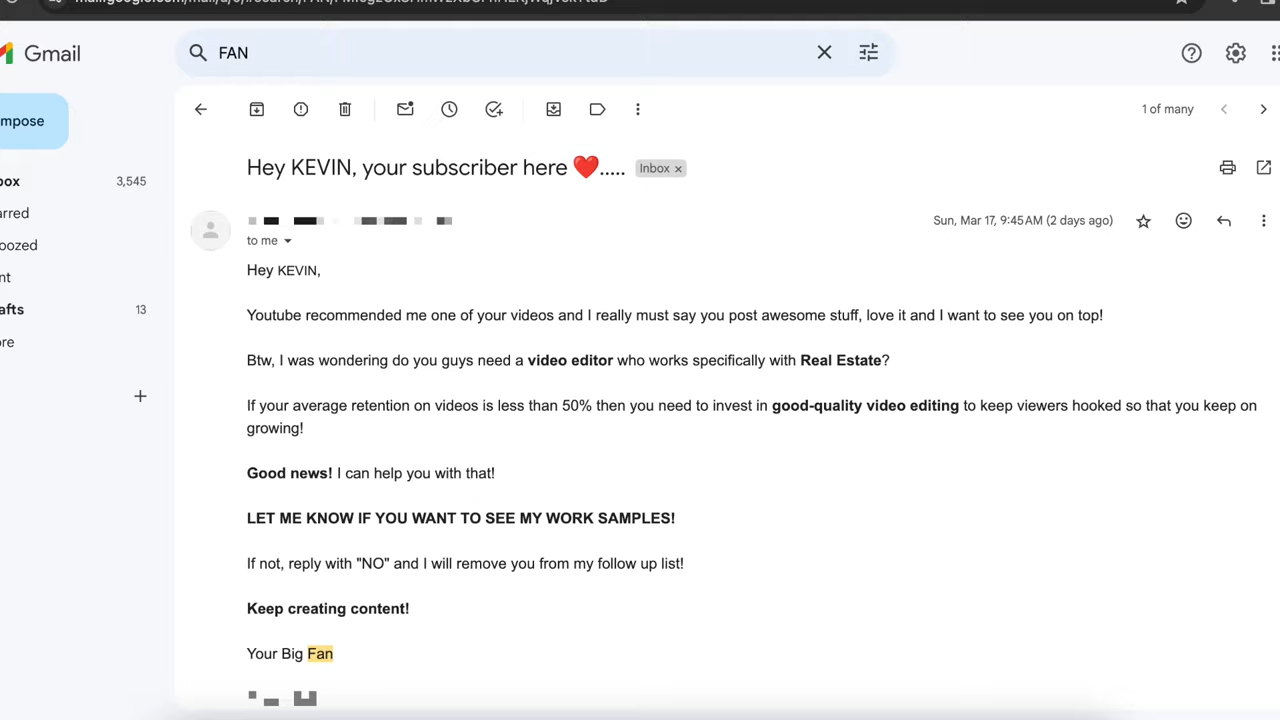 Gmail
FAN
mpose
1 of many
Hey KEVIN, your subscriber here ❤️..... Inbox ×
box 3,545
arred
Sun, Mar 17, 9:45 AM (2 days ago)
to me
oozed
Hey KEVIN,
nt
afts 13
Youtube recommended me one of your videos and I really must say you post awesome stuff, love it and I want to see you on top!
ore
Btw, I was wondering do you guys need a video editor who works specifically with Real Estate?
If your average retention on videos is less than 50% then you need to invest in good-quality video editing to keep viewers hooked so that you keep on
growing!
Good news! I can help you with that!
LET ME KNOW IF YOU WANT TO SEE MY WORK SAMPLES!
If not, reply with "NO" and I will remove you from my follow up list!
Keep creating content!
Your Big Fan